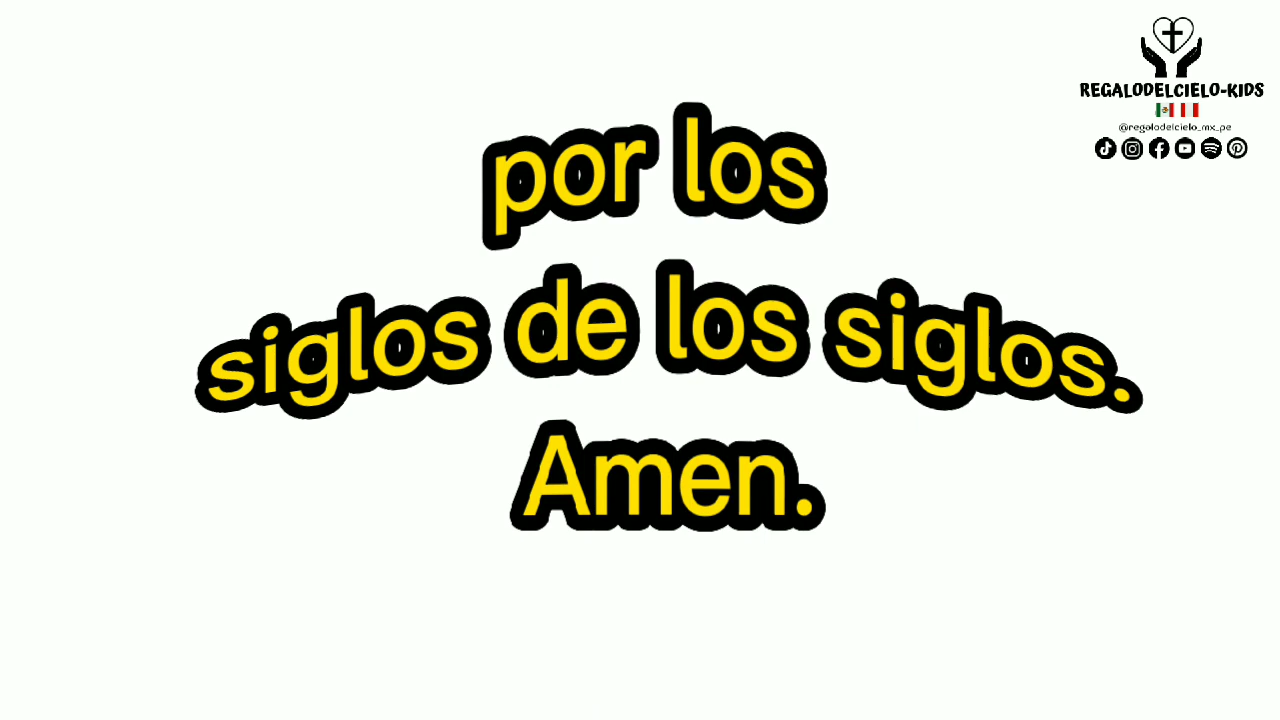 REGALODELCIELO-KIDS
@regalodelcielo_mx_pe
por los
siglos de los siglos.
Amen.